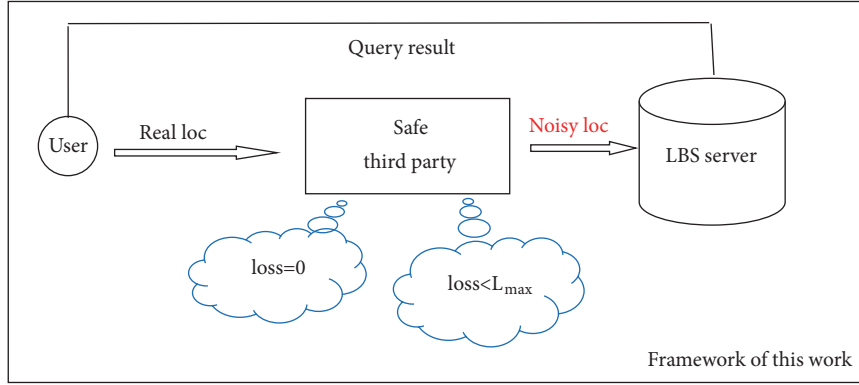 Query result
User
Real loc
Safe
third party
Noisy loc
LBS server
loss=0
loss<L_max
Framework of this work